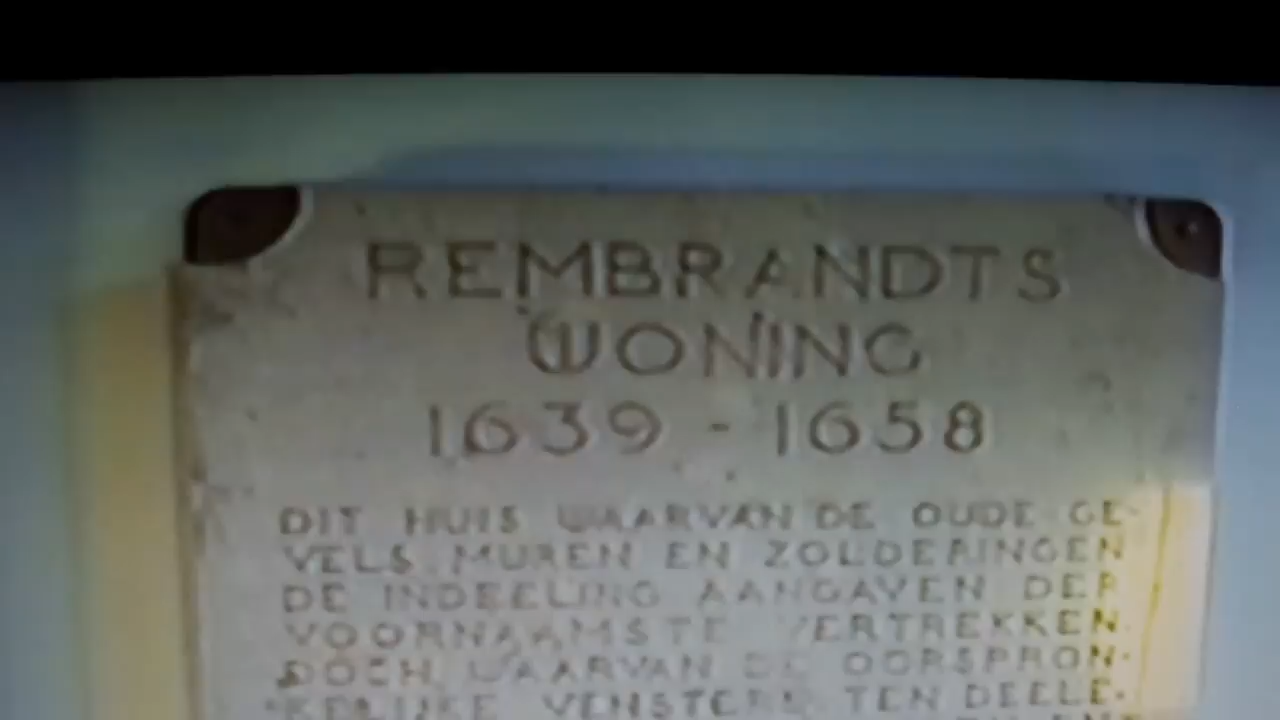 REMBRANDTS
WONING
1639 - 1658
DIT HUIS WAARVAN DE OUDE GE-
VELS MUREN EN ZOLDERINGEN
DE INDEELING AANGAVEN DER
VOORNAAMSTE VERTREKKEN
DOCH WAARVAN DE OORSPRON-
KELIJKE VENSTERS TEN DEELE